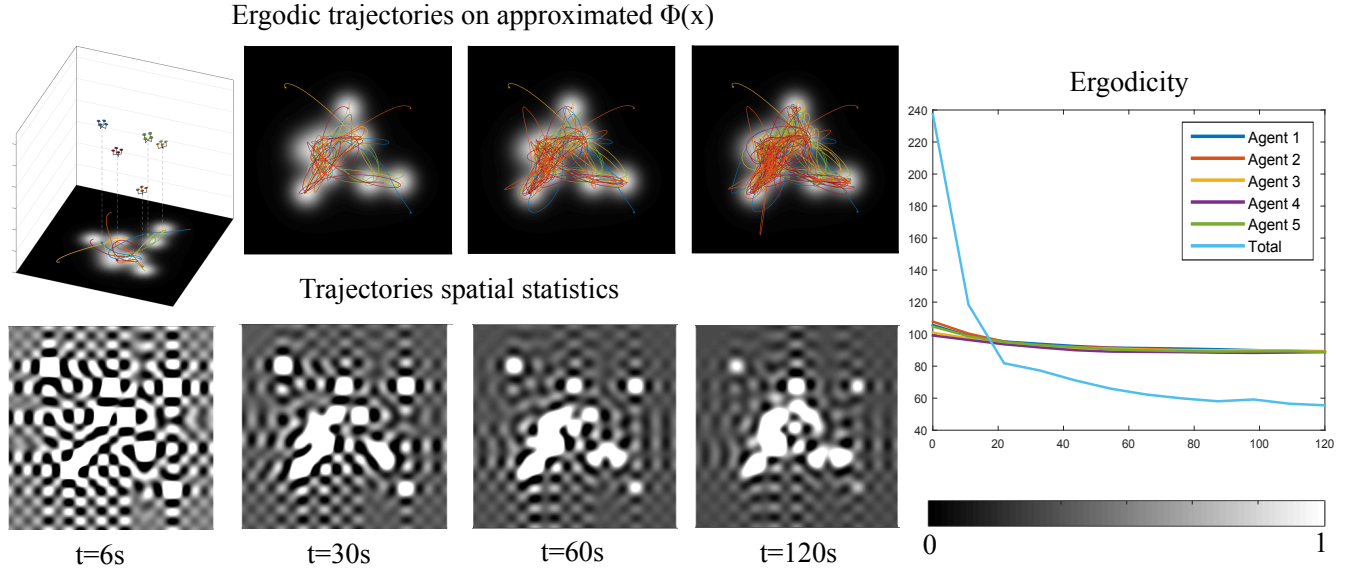 Ergodic trajectories on approximated Φ(x)
Ergodicity
240
220
200
180
160
140
120
100
80
60
40
0
20
40
60
80
100
120
Agent 1
Agent 2
Agent 3
Agent 4
Agent 5
Total
Trajectories spatial statistics
t=6s
t=30s
t=60s
t=120s
0
1